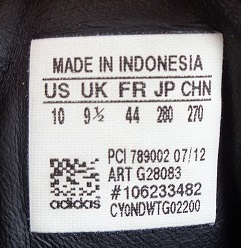 MADE IN INDONESIA
US UK FR JP CHN
10 9½ 44 280 270
PCI 789002 07/12
ART G28083
#106233482
adidas CY0NDWTG02200